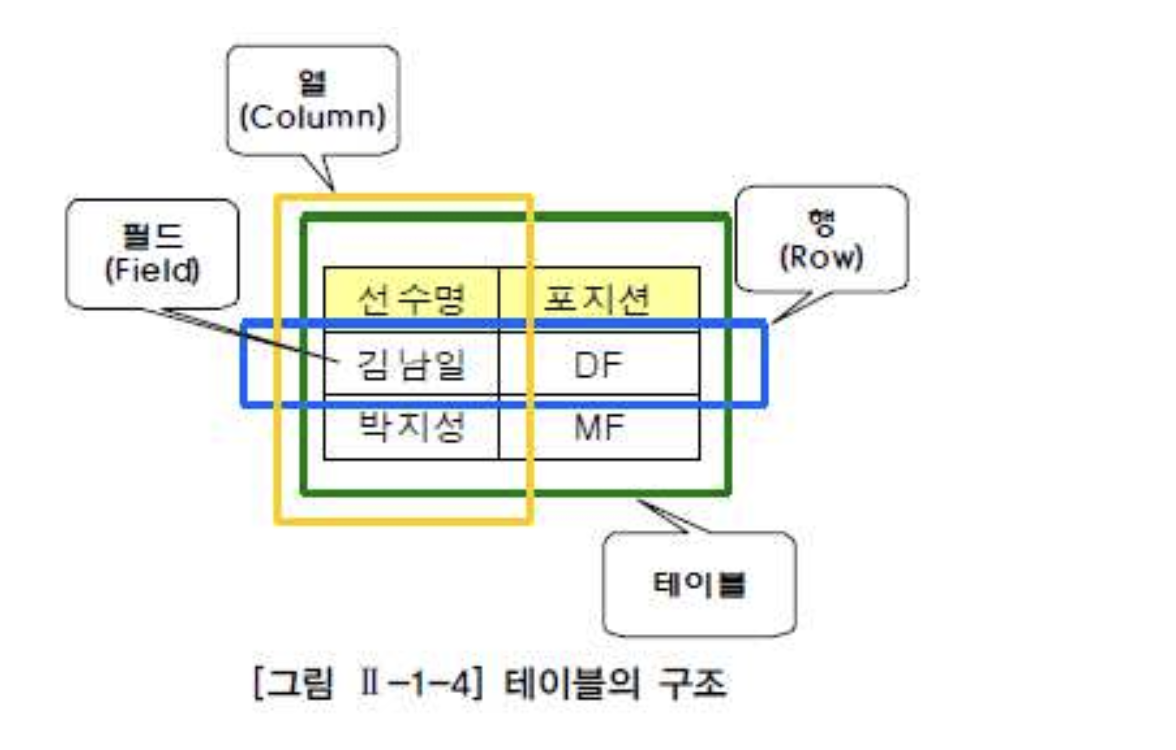 열
(Column)
필드
(Field)
행
(Row)
선수명 포지션
김남일 DF
박지성 MF
테이블
[그림 Ⅱ-1-4] 테이블의 구조